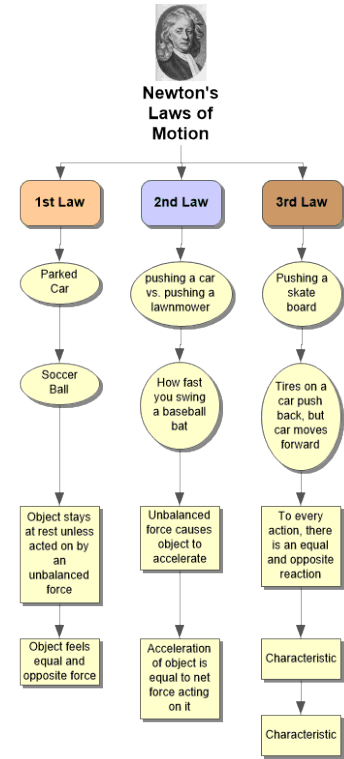 Newton's
Laws of
Motion
1st Law
2nd Law
3rd Law
Parked
Car
pushing a car
vs. pushing a
lawnmower
Pushing a
skate
board
Soccer
Ball
How fast
you swing
a baseball
bat
Tires on a
car push
back, but
car moves
forward
Object stays
at rest unless
acted on by
an
unbalanced
force
Unbalanced
force causes
object to
accelerate
To every
action, there
is an equal
and opposite
reaction
Object feels
equal and
opposite force
Acceleration
of object is
equal to net
force acting
on it
Characteristic
Characteristic